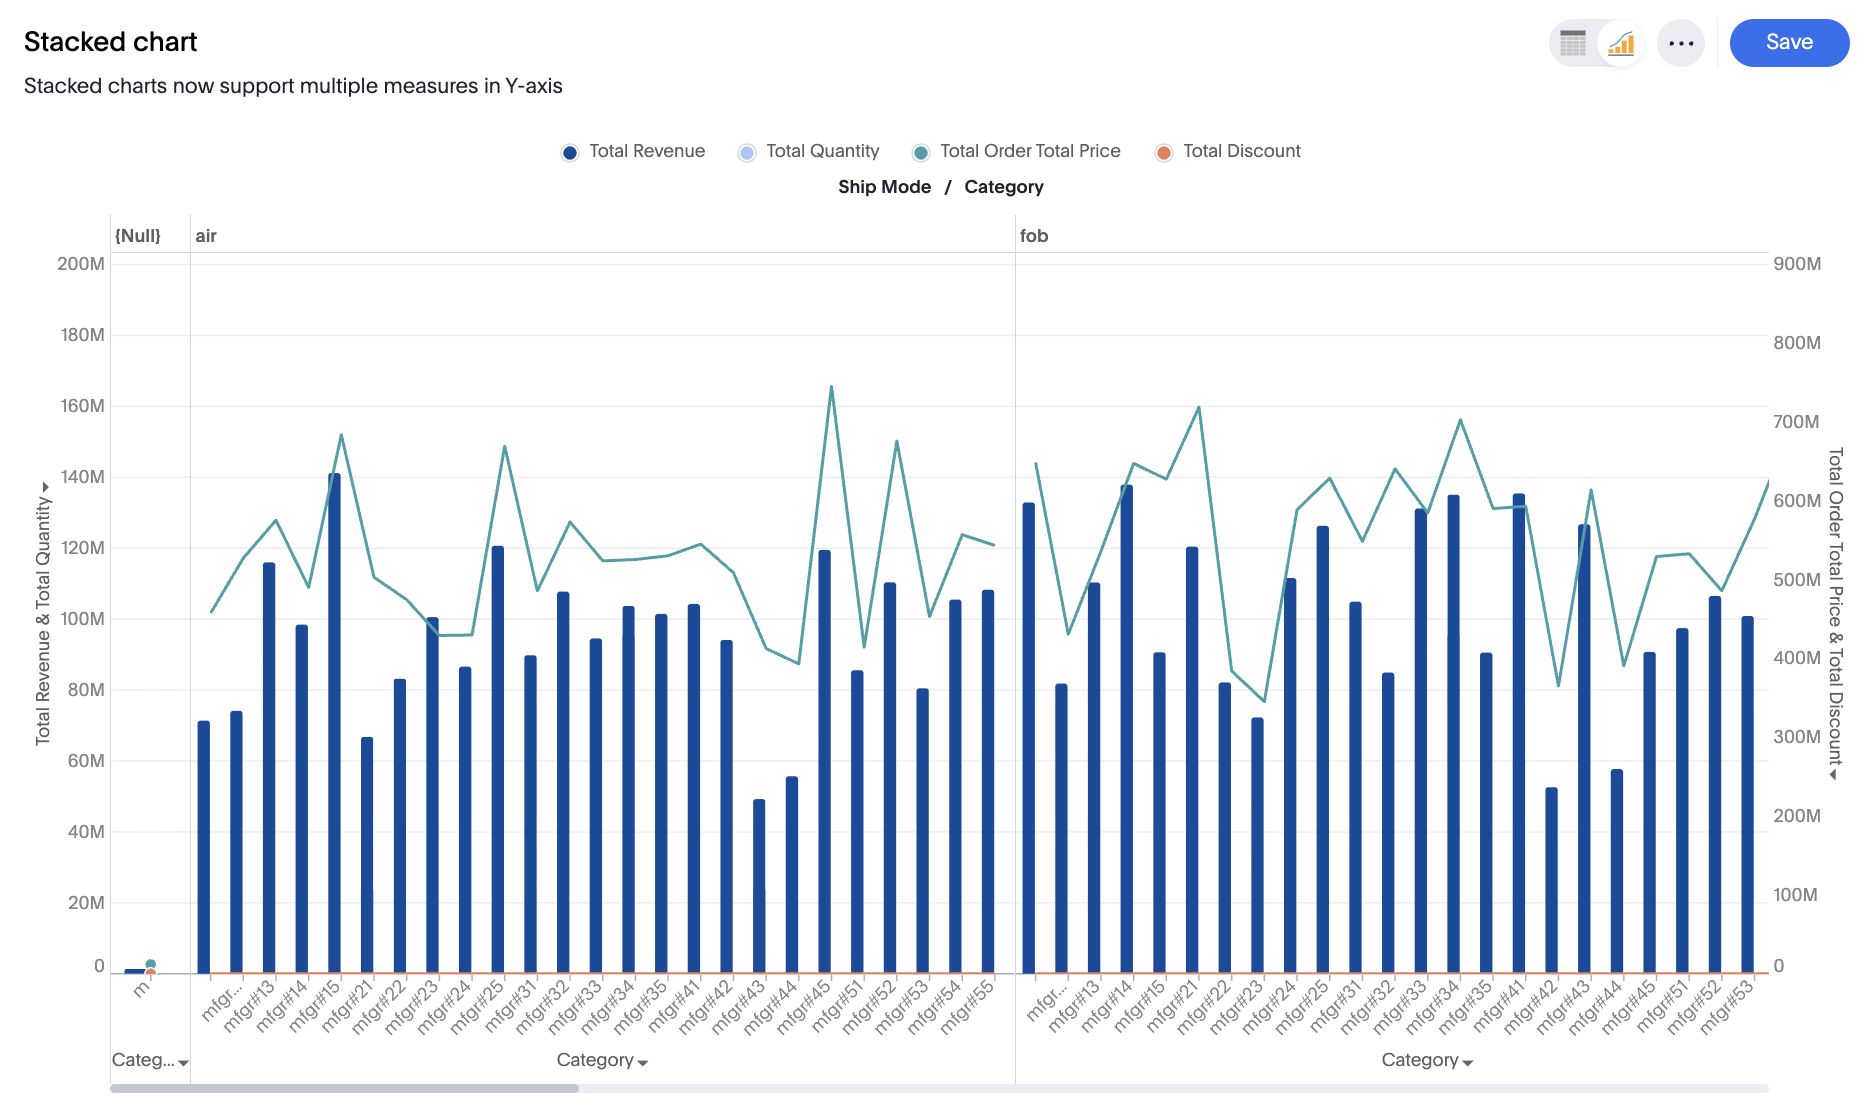 Stacked chart
Save
Stacked charts now support multiple measures in Y-axis
Total Revenue Total Quantity Total Order Total Price Total Discount
Ship Mode / Category
{Null} air fob
200M 900M
180M 800M
160M 700M
140M 600M
120M 500M
100M 400M
80M 300M
60M 200M
40M 100M
20M 0
0
Total Revenue & Total Quantity
Total Order Total Price & Total Discount
m
mfgr... mfgr#13 mfgr#14 mfgr#15 mfgr#21 mfgr#22 mfgr#23 mfgr#24 mfgr#25 mfgr#31 mfgr#32 mfgr#33 mfgr#34 mfgr#35 mfgr#41 mfgr#42 mfgr#43 mfgr#44 mfgr#45 mfgr#51 mfgr#52 mfgr#53 mfgr#54 mfgr#55
mfgr... mfgr#13 mfgr#14 mfgr#15 mfgr#21 mfgr#22 mfgr#23 mfgr#24 mfgr#25 mfgr#31 mfgr#32 mfgr#33 mfgr#34 mfgr#35 mfgr#41 mfgr#42 mfgr#43 mfgr#44 mfgr#45 mfgr#51 mfgr#52 mfgr#53
Categ... Category Category